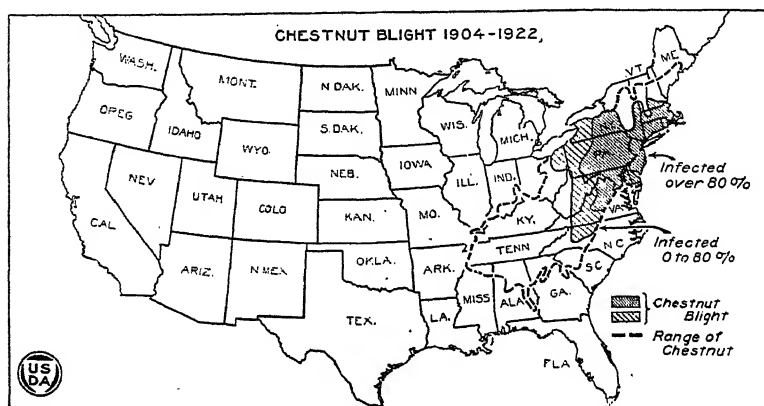 CHESTNUT BLIGHT 1904-1922,
WASH.
MONT.
N.DAK.
MINN
VT.
ME.
OREG
IDAHO
S.DAK.
WIS.
MICH.
N.Y.
WYO.
PA.
Infected
over 80%
NEV
NEB.
IOWA
ILL.
IND.
UTAH
COLO
KAN.
MO.
KY.
VA.
CAL
TENN
N C.
Infected
0 to 80%
ARIZ.
N MEX.
OKLA.
ARK.
S.C.
MISS
ALA
GA.
Chestnut
Blight
TEX.
LA.
Range of
Chestnut
FLA
US
DA